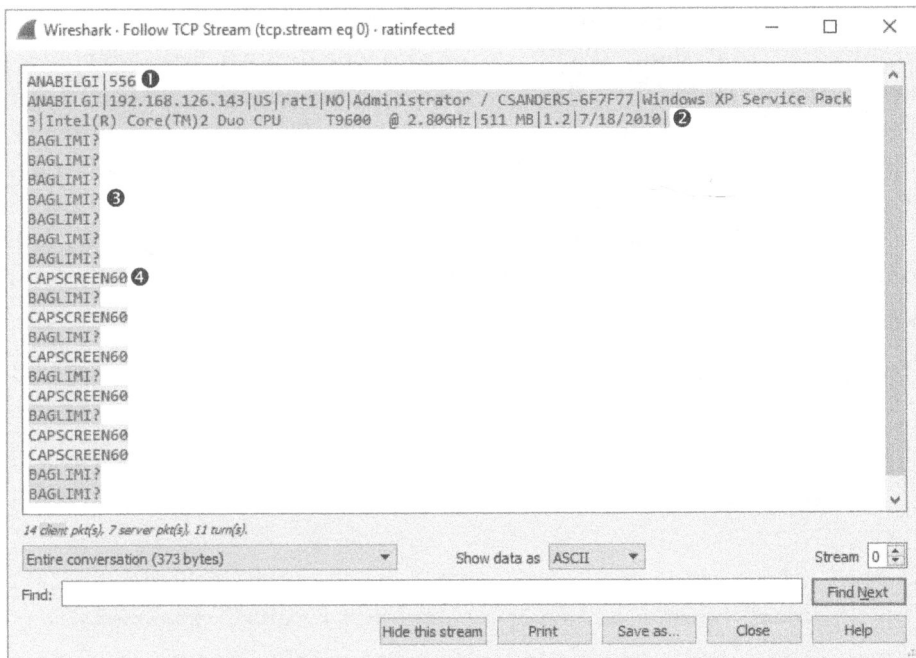 Wireshark · Follow TCP Stream (tcp.stream eq 0) · ratinfected
ANABILGI|556 ❶
ANABILGI|192.168.126.143|US|rat1|NO|Administrator / CSANDERS-6F7F77|Windows XP Service Pack
3|Intel(R) Core(TM)2 Duo CPU     T9600  @ 2.80GHz|511 MB|1.2|7/18/2010| ❷
BAGLIMI?
BAGLIMI?
BAGLIMI?
BAGLIMI? ❸
BAGLIMI?
BAGLIMI?
BAGLIMI?
CAPSCREEN60 ❹
BAGLIMI?
CAPSCREEN60
BAGLIMI?
CAPSCREEN60
BAGLIMI?
CAPSCREEN60
BAGLIMI?
CAPSCREEN60
CAPSCREEN60
BAGLIMI?
BAGLIMI?
14 client pkt(s), 7 server pkt(s), 11 turn(s).
Entire conversation (373 bytes) Show data as ASCII Stream 0
Find: Find Next
Hide this stream Print Save as... Close Help